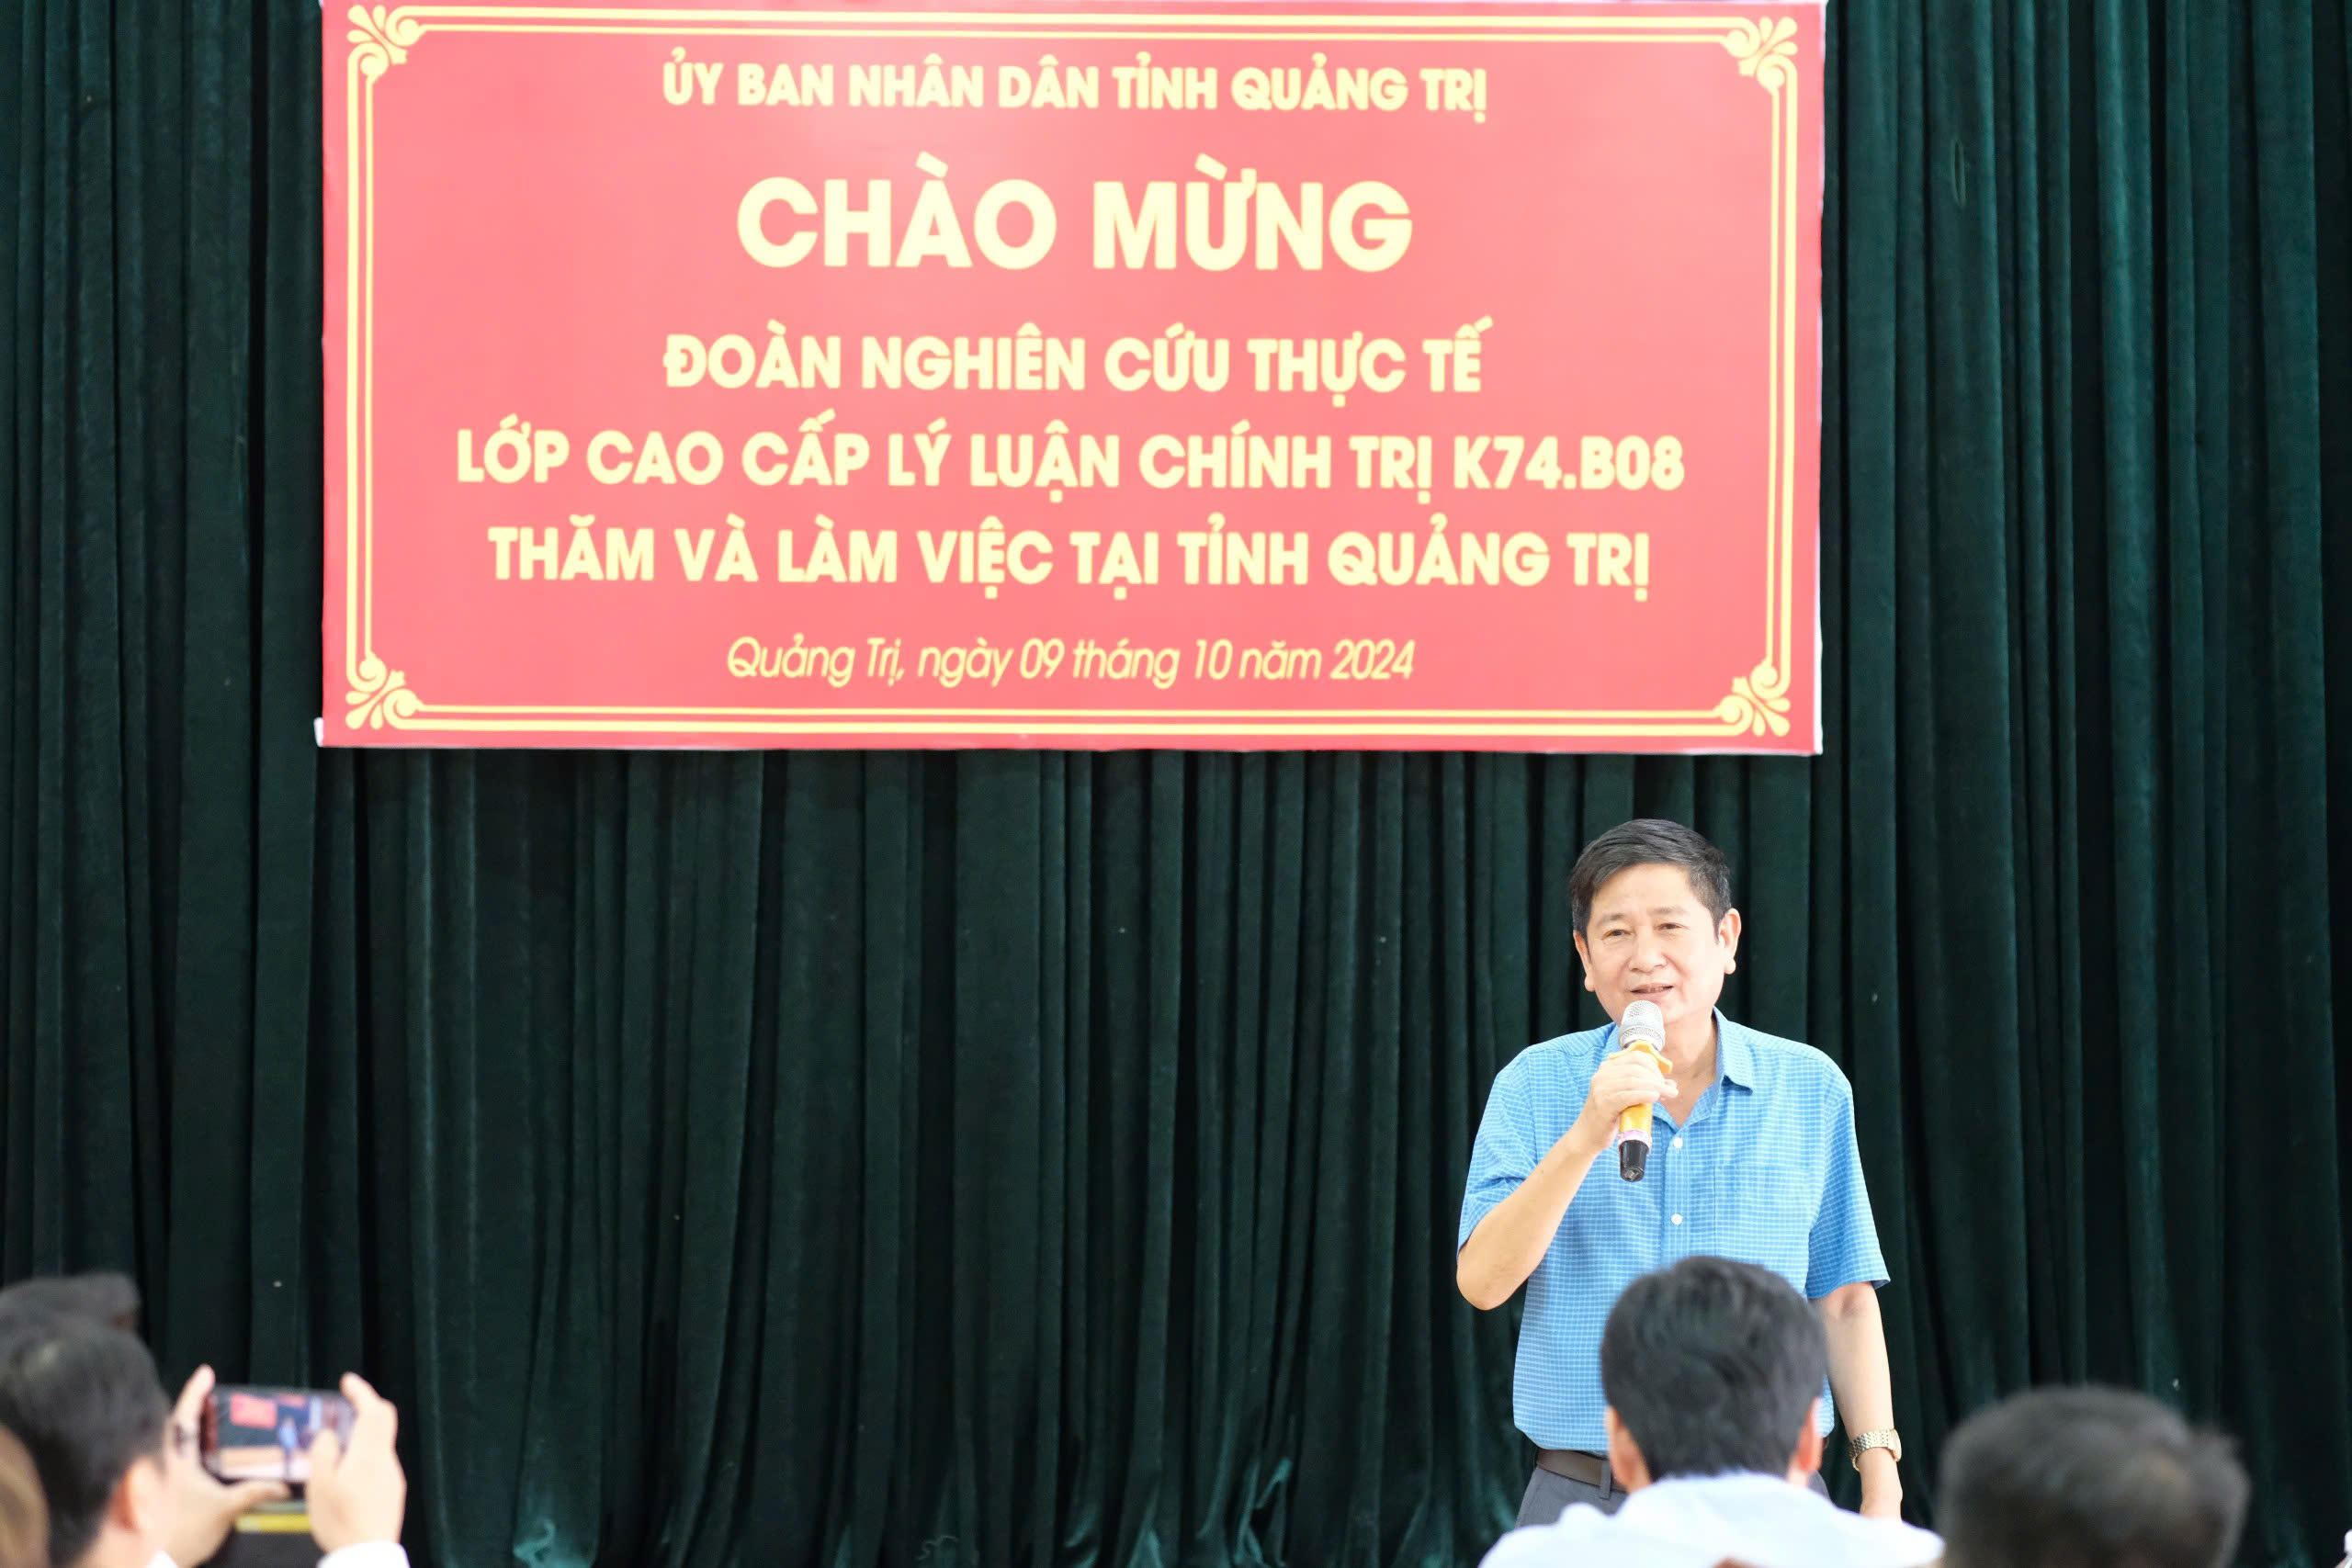 ỦY BAN NHÂN DÂN TỈNH QUẢNG TRỊ
CHÀO MỪNG
ĐOÀN NGHIÊN CỨU THỰC TẾ
LỚP CAO CẤP LÝ LUẬN CHÍNH TRỊ K74.B08
THĂM VÀ LÀM VIỆC TẠI TỈNH QUẢNG TRỊ
Quảng Trị, ngày 09 tháng 10 năm 2024